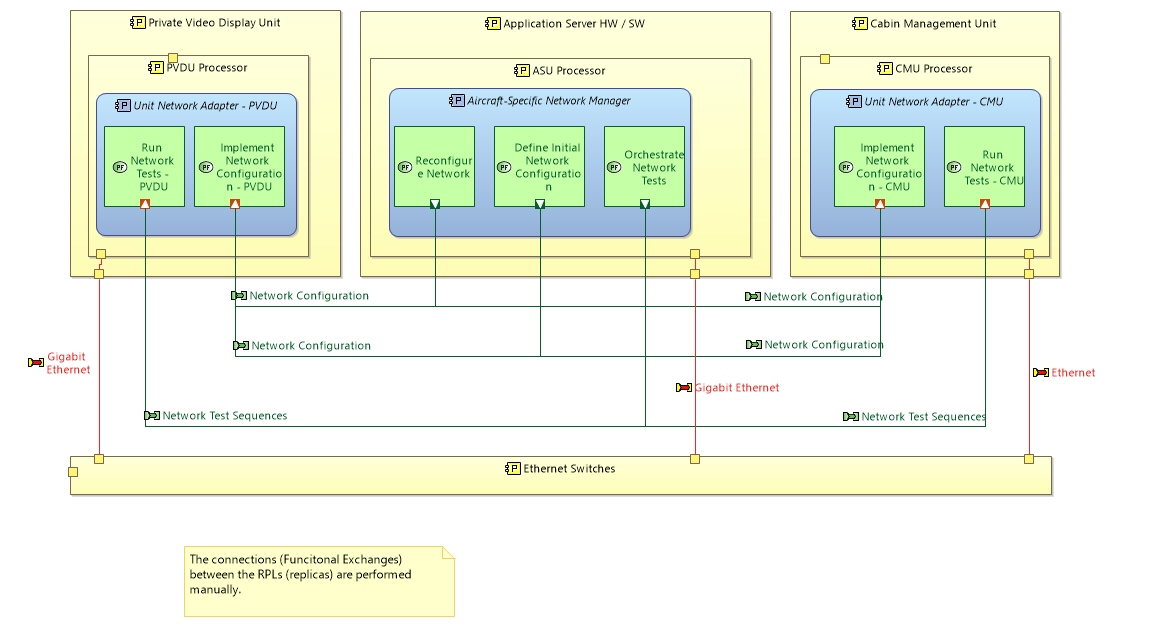 Private Video Display Unit
Application Server HW / SW
Cabin Management Unit
PVDU Processor
ASU Processor
CMU Processor
Unit Network Adapter - PVDU
Aircraft-Specific Network Manager
Unit Network Adapter - CMU
Run
Network
Tests -
PVDU
Implement
Network
Configuratio
n - PVDU
Reconfigur
e Network
Define Initial
Network
Configuratio
n
Orchestrate
Network
Tests
Implement
Network
Configuratio
n - CMU
Run
Network
Tests - CMU
Network Configuration
Network Configuration
Network Configuration
Network Configuration
Gigabit
Ethernet
Gigabit Ethernet
Ethernet
Network Test Sequences
Network Test Sequences
Ethernet Switches
The connections (Funcitonal Exchanges)
between the RPLs (replicas) are performed
manually.